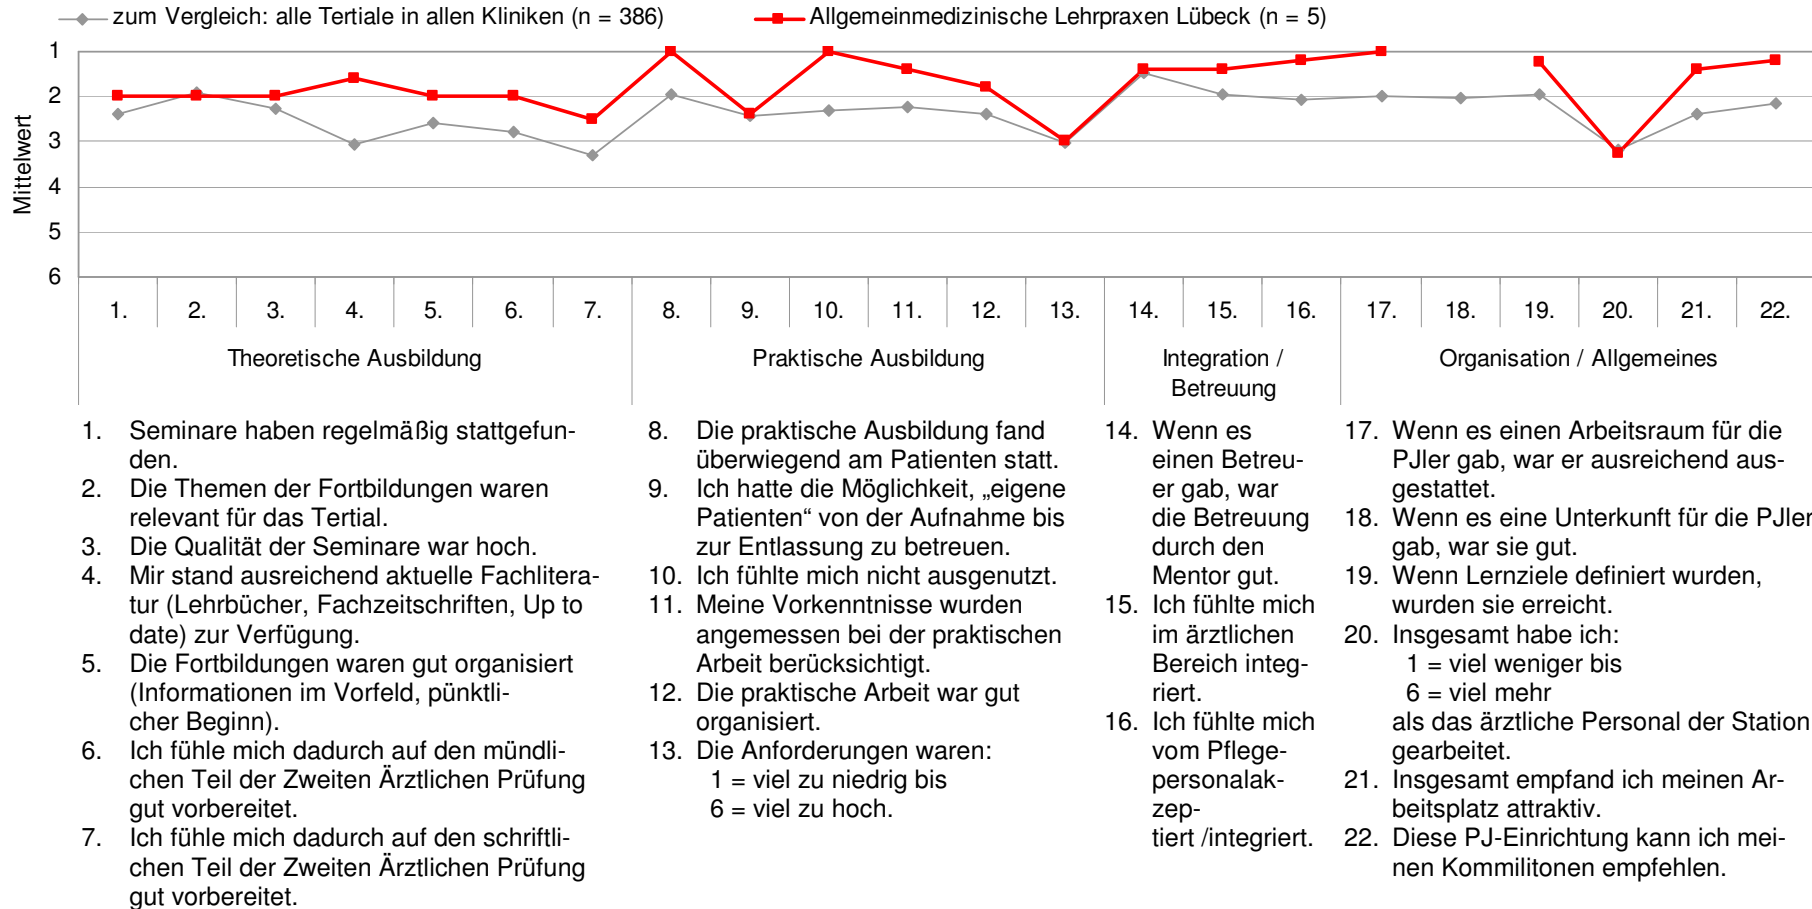 zum Vergleich: alle Tertiale in allen Kliniken (n = 386)
Allgemeinmedizinische Lehrpraxen Lübeck (n = 5)
Mittelwert
1
2
3
4
5
6
1. 2. 3. 4. 5. 6. 7. 8. 9. 10. 11. 12. 13. 14. 15. 16. 17. 18. 19. 20. 21. 22.
Theoretische Ausbildung
Praktische Ausbildung
Integration /
Betreuung
Organisation / Allgemeines
1. Seminare haben regelmäßig stattgefun-
den.
2. Die Themen der Fortbildungen waren
relevant für das Tertial.
3. Die Qualität der Seminare war hoch.
4. Mir stand ausreichend aktuelle Fachlitera-
tur (Lehrbücher, Fachzeitschriften, Up to
date) zur Verfügung.
5. Die Fortbildungen waren gut organisiert
(Informationen im Vorfeld, pünktli-
cher Beginn).
6. Ich fühle mich dadurch auf den mündli-
chen Teil der Zweiten Ärztlichen Prüfung
gut vorbereitet.
7. Ich fühle mich dadurch auf den schriftli-
chen Teil der Zweiten Ärztlichen Prüfung
gut vorbereitet.
8. Die praktische Ausbildung fand
überwiegend am Patienten statt.
9. Ich hatte die Möglichkeit, „eigene
Patienten“ von der Aufnahme bis
zur Entlassung zu betreuen.
10. Ich fühlte mich nicht ausgenutzt.
11. Meine Vorkenntnisse wurden
angemessen bei der praktischen
Arbeit berücksichtigt.
12. Die praktische Arbeit war gut
organisiert.
13. Die Anforderungen waren:
1 = viel zu niedrig bis
6 = viel zu hoch.
14. Wenn es
einen Betreu-
er gab, war
die Betreuung
durch den
Mentor gut.
15. Ich fühlte mich
im ärztlichen
Bereich integ-
riert.
16. Ich fühlte mich
vom Pflege-
personalak-
zep-
tiert /integriert.
17. Wenn es einen Arbeitsraum für die
PJler gab, war er ausreichend aus-
gestattet.
18. Wenn es eine Unterkunft für die PJler
gab, war sie gut.
19. Wenn Lernziele definiert wurden,
wurden sie erreicht.
20. Insgesamt habe ich:
1 = viel weniger bis
6 = viel mehr
als das ärztliche Personal der Station
gearbeitet.
21. Insgesamt empfand ich meinen Ar-
beitsplatz attraktiv.
22. Diese PJ-Einrichtung kann ich mei-
nen Kommilitonen empfehlen.